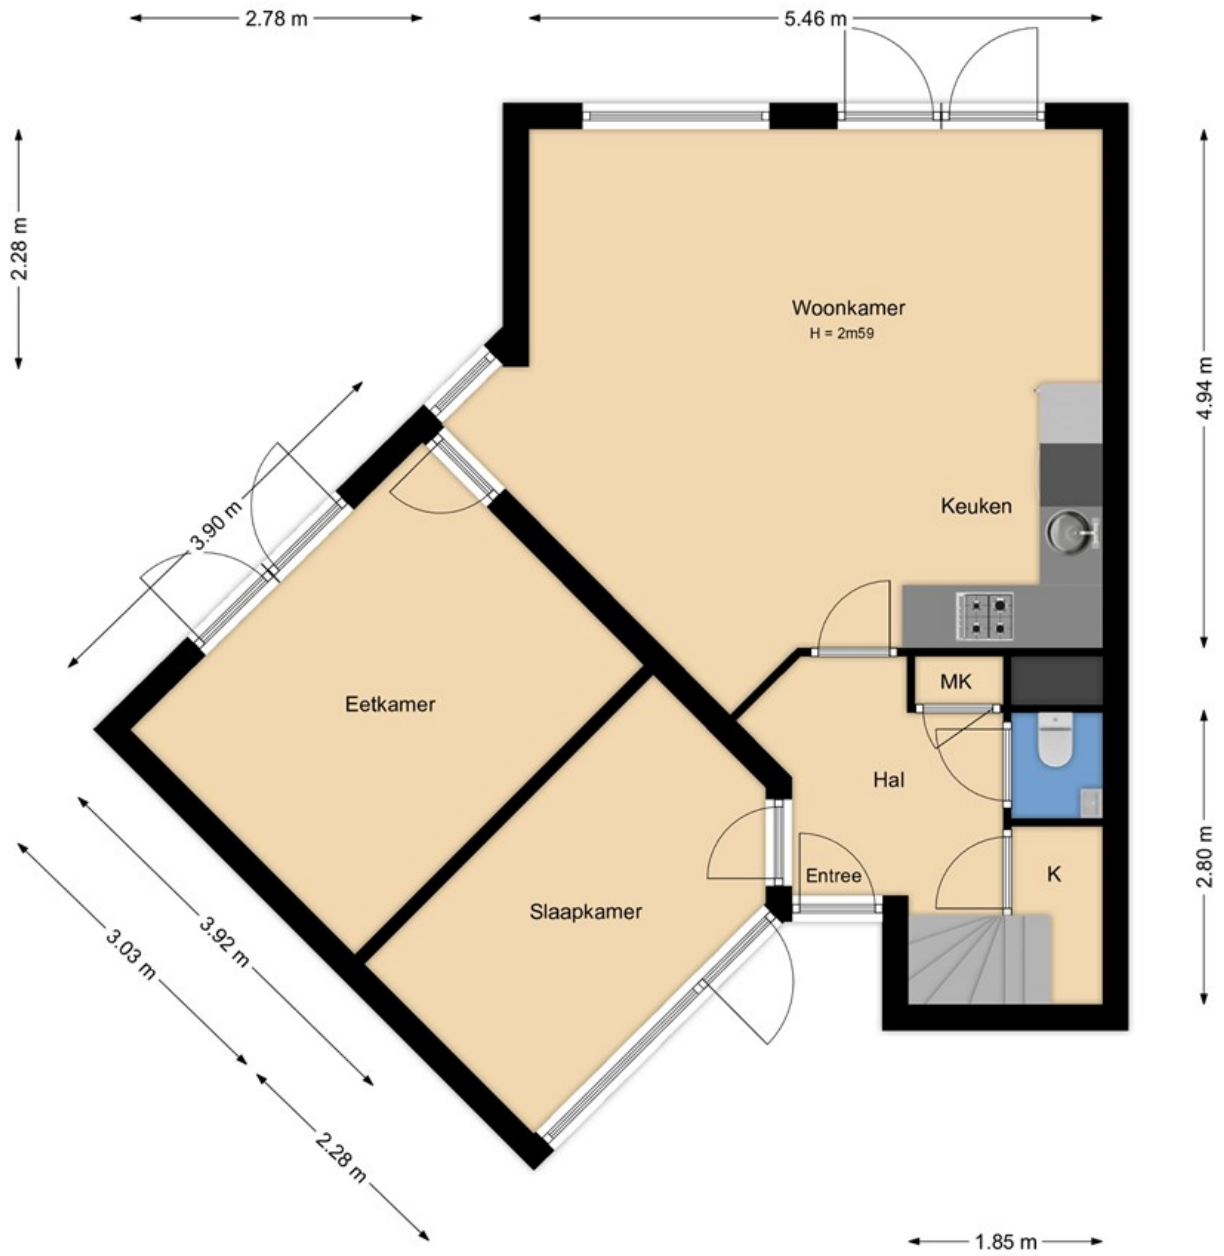 2.78 m
5.46 m
2.28 m
Woonkamer
H = 2m59
4.94 m
3.90 m
Keuken
Eetkamer
MK
Hal
Entree
K
2.80 m
Slaapkamer
3.92 m
3.03 m
2.28 m
1.85 m